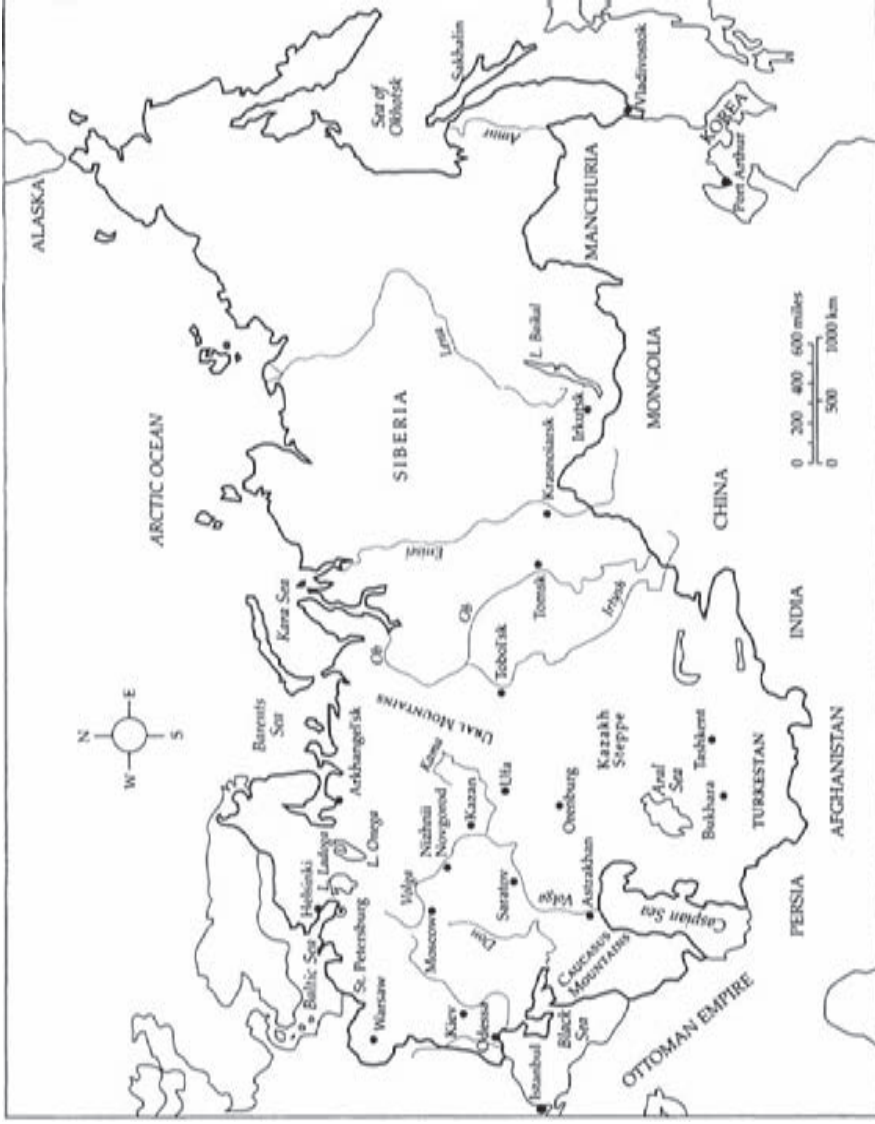 ALASKA
ARCTIC OCEAN
Sea of
Okhotsk
Sakhalin
Amur
Vladivostok
KOREA
Port Arthur
MANCHURIA
Lena
L. Baikal
SIBERIA
Irkutsk
MONGOLIA
Krasnoiarsk
Enisei
CHINA
0 200 400 600 miles
0 500 1000 km
N
W
E
S
Kara Sea
Barents
Sea
Ob
Ob
Tomsk
Irtysh
Tobol'sk
URAL MOUNTAINS
INDIA
Arkhangel'sk
Kama
Ufa
Kazan
Nizhnii
Novgorod
Orenburg
Kazakh
Steppe
Aral
Sea
Tashkent
Bukhara
TURKESTAN
AFGHANISTAN
Helsinki
L. Ladoga
L. Onega
Baltic Sea
St. Petersburg
Volga
Moscow
Saratov
Volga
Don
Astrakhan
Caspian Sea
PERSIA
CAUCASUS
MOUNTAINS
Warsaw
Kiev
Odessa
Black
Sea
Istanbul
OTTOMAN EMPIRE